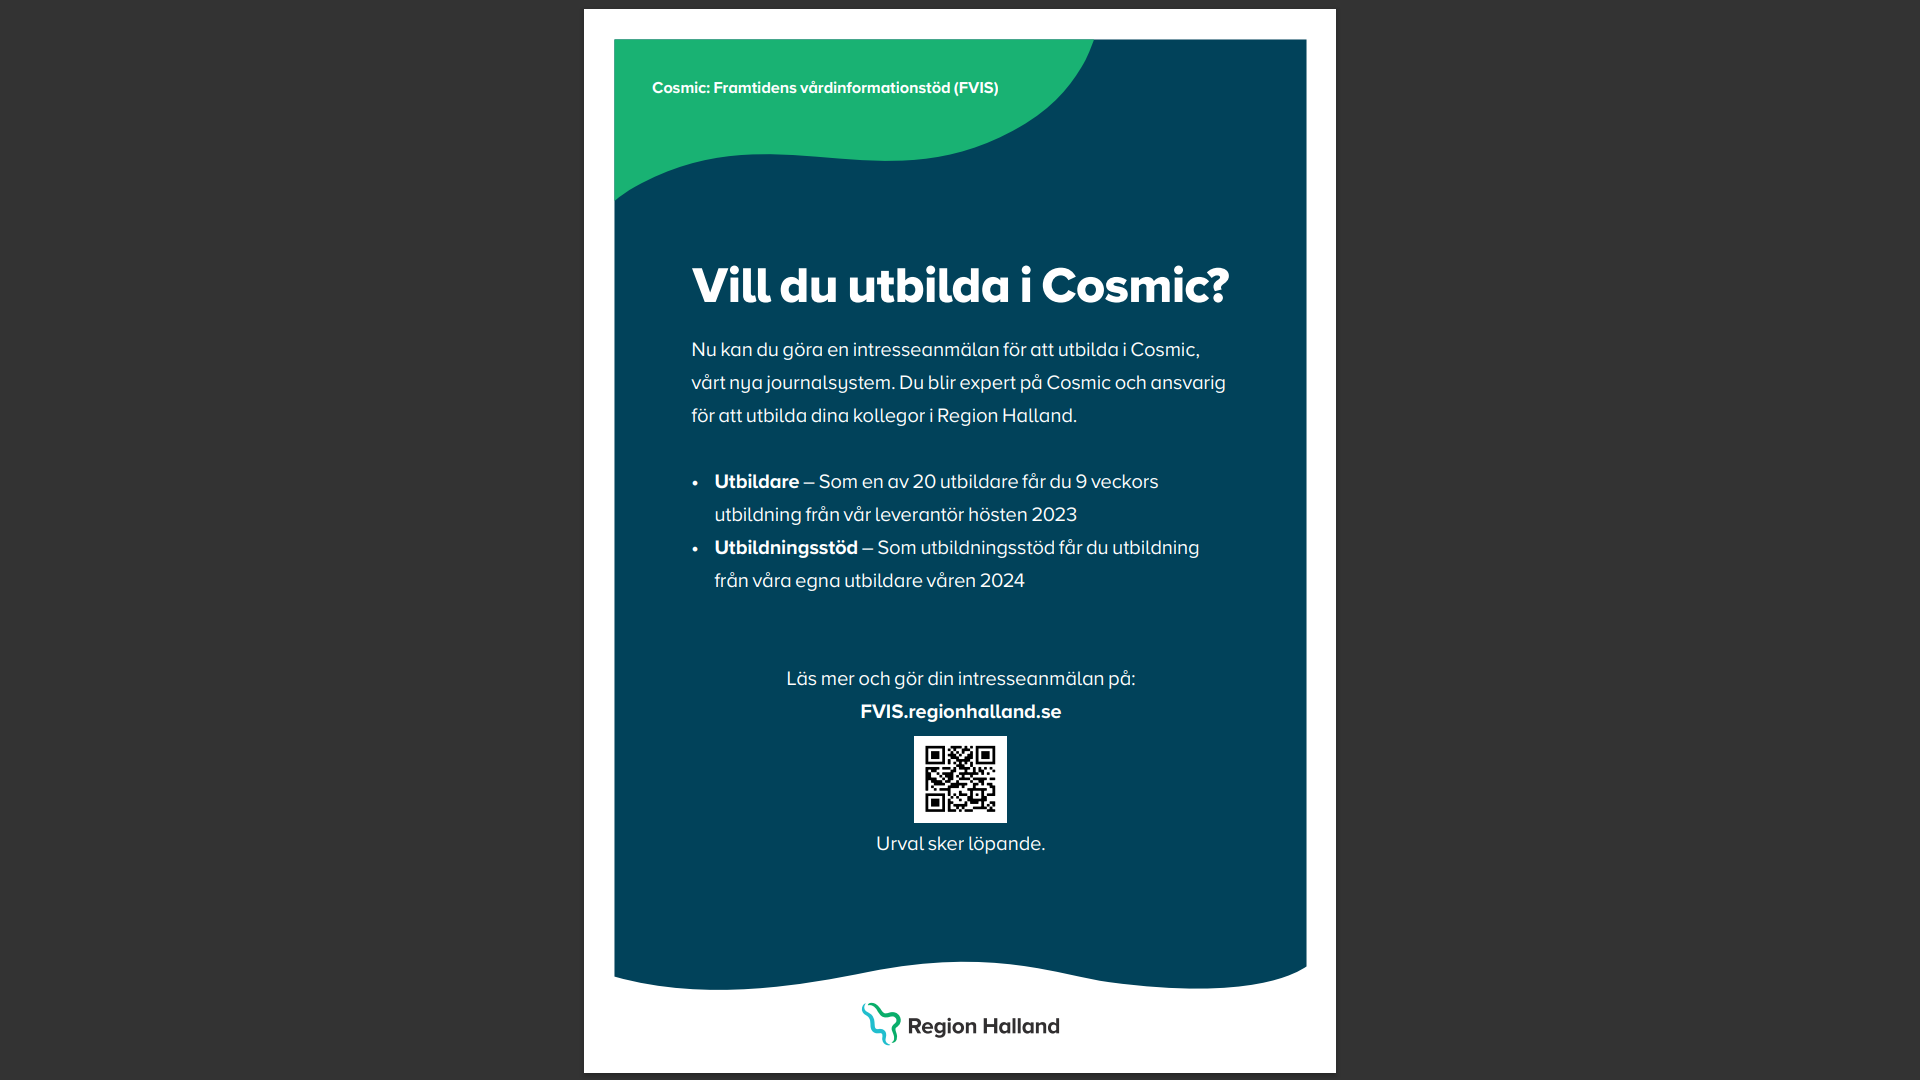 Cosmic: Framtidens vårdinformationstöd (FVIS)
Vill du utbilda i Cosmic?
Nu kan du göra en intresseanmälan för att utbilda i Cosmic,
vårt nya journalsystem. Du blir expert på Cosmic och ansvarig
för att utbilda dina kollegor i Region Halland.
• Utbildare – Som en av 20 utbildare får du 9 veckors
utbildning från vår leverantör hösten 2023
• Utbildningsstöd – Som utbildningsstöd får du utbildning
från våra egna utbildare våren 2024
Läs mer och gör din intresseanmälan på:
FVIS.regionhalland.se
Urval sker löpande.
Region Halland